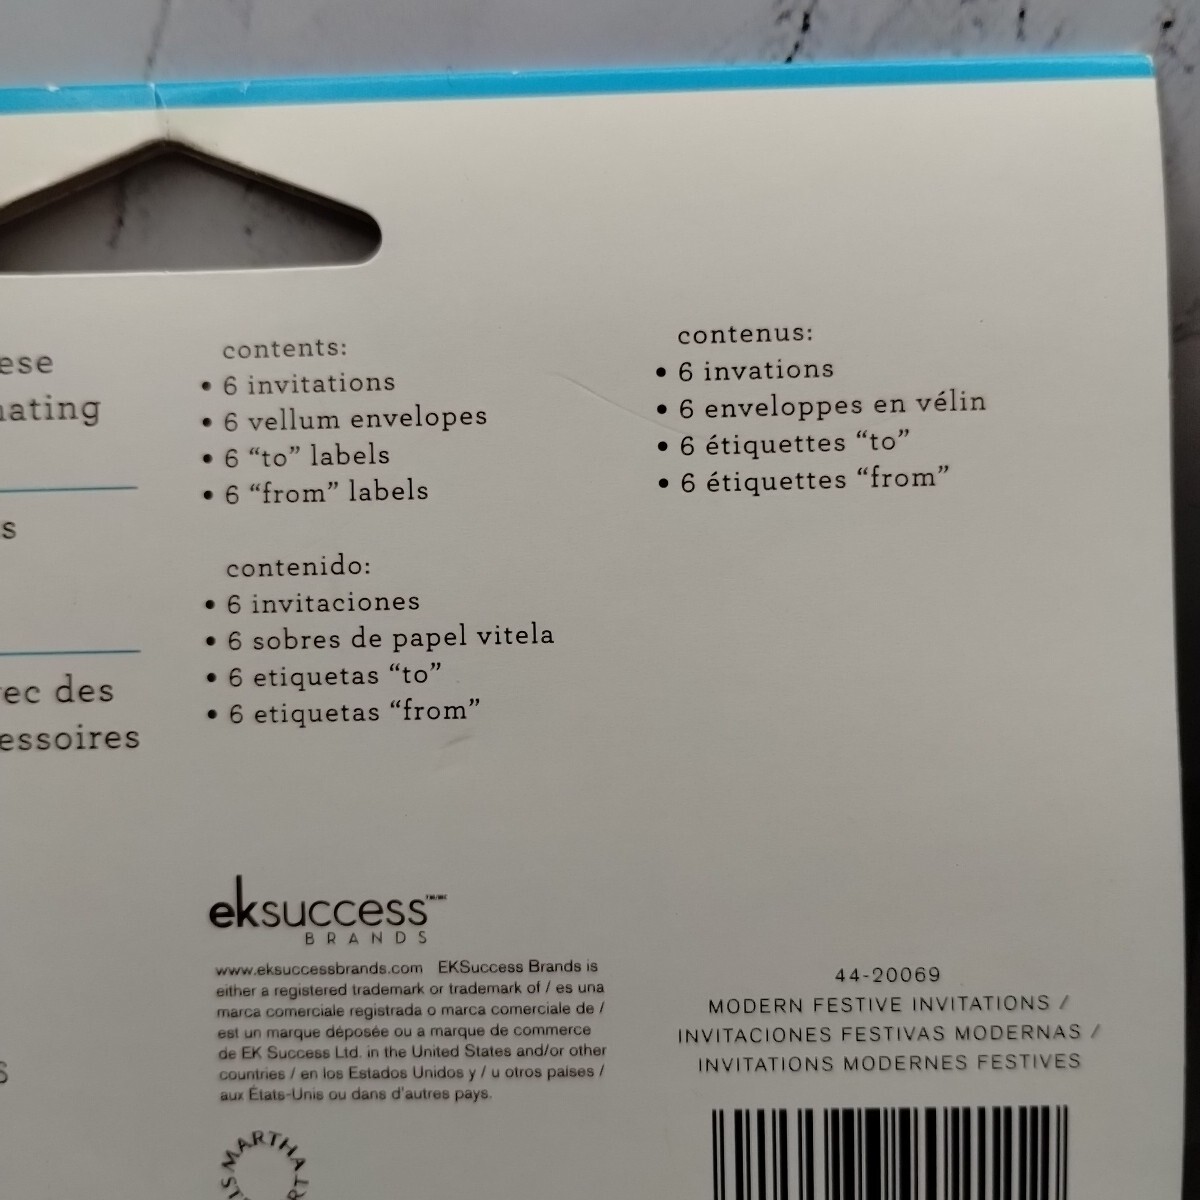 ese
nating
s
ec des
essoires
s
contents:
• 6 invitations
• 6 vellum envelopes
• 6 “to” labels
• 6 “from” labels
contenido:
• 6 invitaciones
• 6 sobres de papel vitela
• 6 etiquetas “to”
• 6 etiquetas “from”
contenus:
• 6 invations
• 6 enveloppes en vélin
• 6 étiquettes “to”
• 6 étiquettes “from”
eksuccess
BRANDS
www.eksuccessbrands.com EKSuccess Brands is
either a registered trademark or trademark of / es una
marca comerciale registrada o marca comerciale de /
est un marque déposée ou a marque de commerce
de EK Success Ltd. in the United States and/or other
countries / en los Estados Unidos y / u otros países /
aux États-Unis ou dans d'autres pays.
MARTHA
44-20069
MODERN FESTIVE INVITATIONS /
INVITACIONES FESTIVAS MODERNAS /
INVITATIONS MODERNES FESTIVES